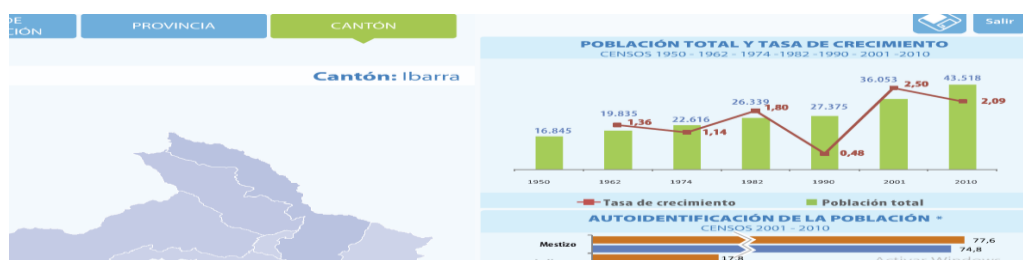 DE
CIÓN
PROVINCIA
CANTÓN
Salir
Cantón: Ibarra
POBLACIÓN TOTAL Y TASA DE CRECIMIENTO
CENSOS 1950 - 1962 - 1974 -1982 -1990 - 2001 -2010
16.845
19.835
1,36
22.616
1,14
26.339
1,80
27.375
0,48
36.053
2,50
43.518
2,09
1950 1962 1974 1982 1990 2001 2010
Tasa de crecimiento Población total
AUTOIDENTIFICACIÓN DE LA POBLACIÓN *
CENSOS 2001 - 2010
Mestizo
77,6
74,8
17,8